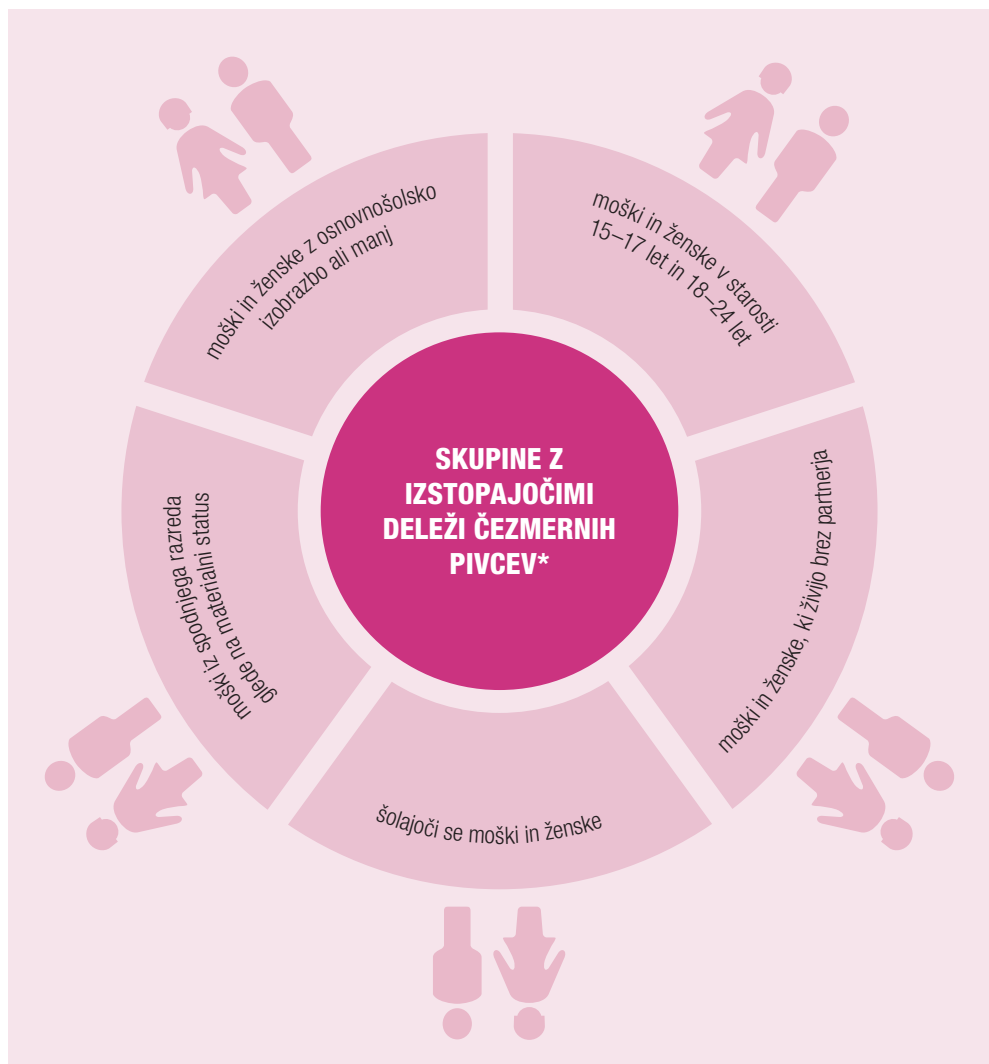 moški in ženske z osnovnošolsko
izobrazbo ali manj
moški in ženske v starosti
15–17 let in 18–24 let
SKUPINE Z
IZSTOPAJOČIMI
DELEŽI ČEZMERNIH
PIVCEV*
moški iz spodnjega razreda
glede na materialni status
moški in ženske, ki živijo brez partnerja
šolajoči se moški in ženske